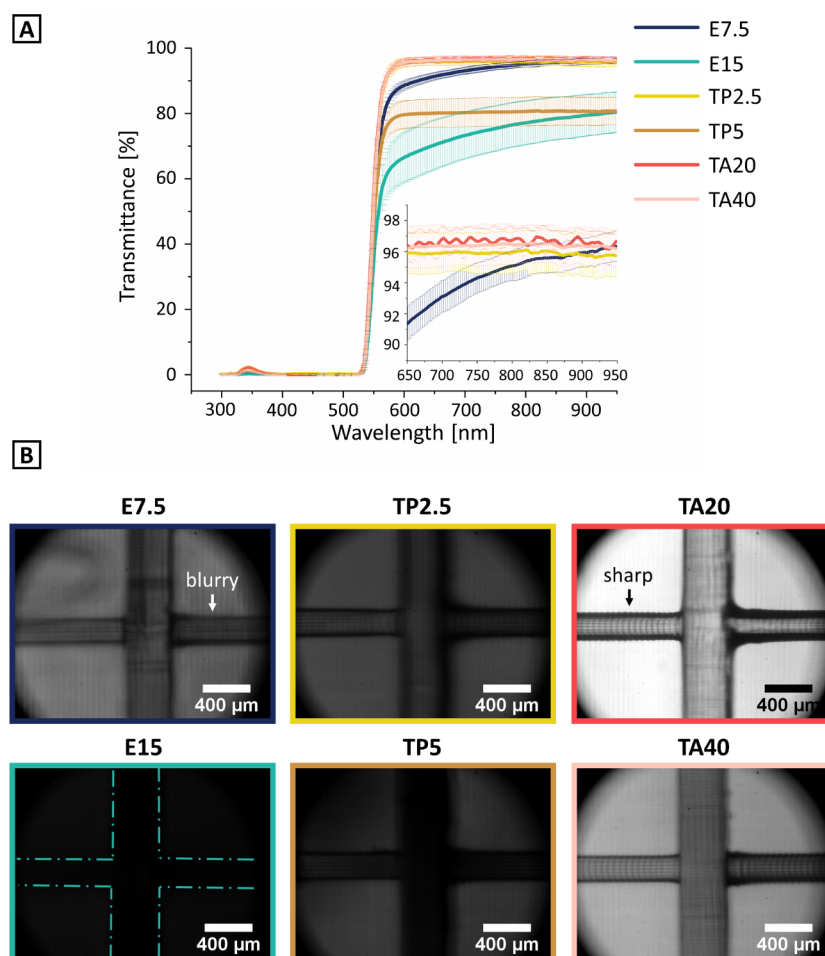 A
E7.5
E15
TP2.5
TP5
TA20
TA40
Transmittance [%]
100
80
60
40
20
0
98
96
94
92
90
650 700 750 800 850 900 950
300 400 500 600 700 800 900
Wavelength [nm]
B
E7.5 TP2.5 TA20
blurry
sharp
400 µm 400 µm 400 µm
E15 TP5 TA40
400 µm 400 µm 400 µm